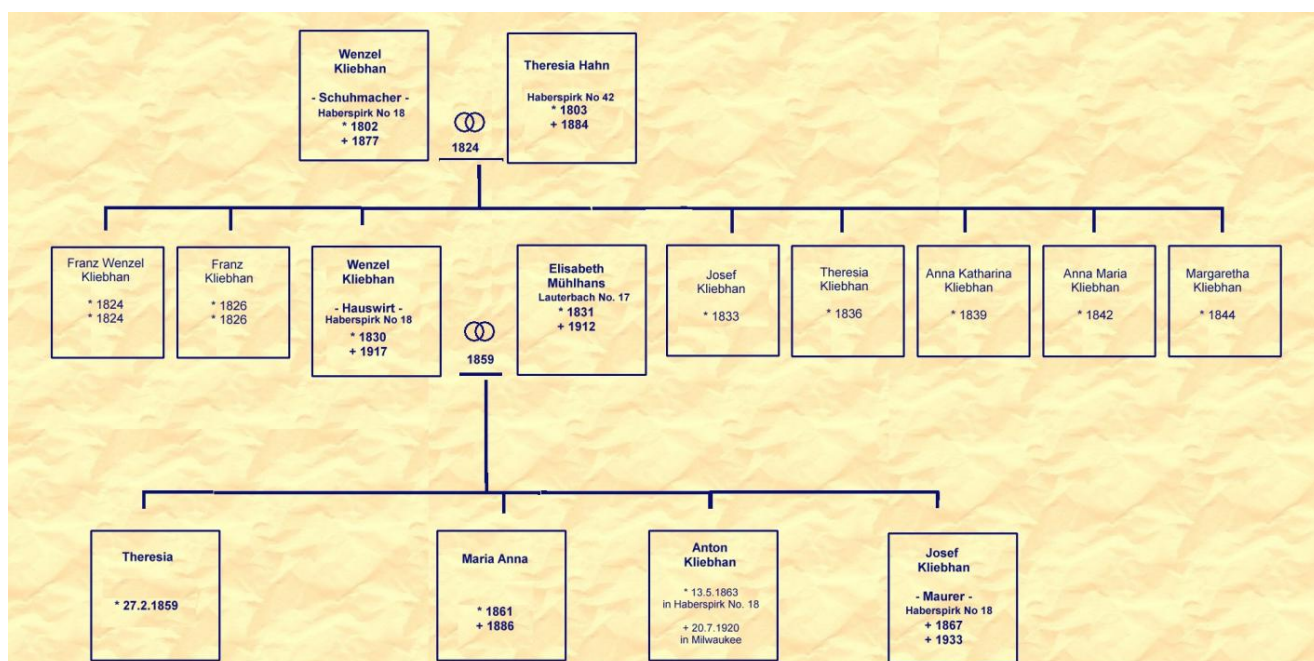 Wenzel
Kliebhan
- Schuhmacher -
Haberspirk No 18
* 1802
+ 1877
1824
Theresia Hahn
Haberspirk No 42
* 1803
+ 1884
Franz Wenzel
Kliebhan
* 1824
* 1824
Franz
Kliebhan
* 1826
* 1826
Wenzel
Kliebhan
- Hauswirt -
Haberspirk No 18
* 1830
+ 1917
1859
Elisabeth
Mühlhans
Lauterbach No. 17
* 1831
+ 1912
Josef
Kliebhan
* 1833
Theresia
Kliebhan
* 1836
Anna Katharina
Kliebhan
* 1839
Anna Maria
Kliebhan
* 1842
Margaretha
Kliebhan
* 1844
Theresia
* 27.2.1859
Maria Anna
* 1861
+ 1886
Anton
Kliebhan
* 13.5.1863
in Haberspirk No. 18
+ 20.7.1920
in Milwaukee
Josef
Kliebhan
- Maurer -
Haberspirk No 18
+ 1867
+ 1933